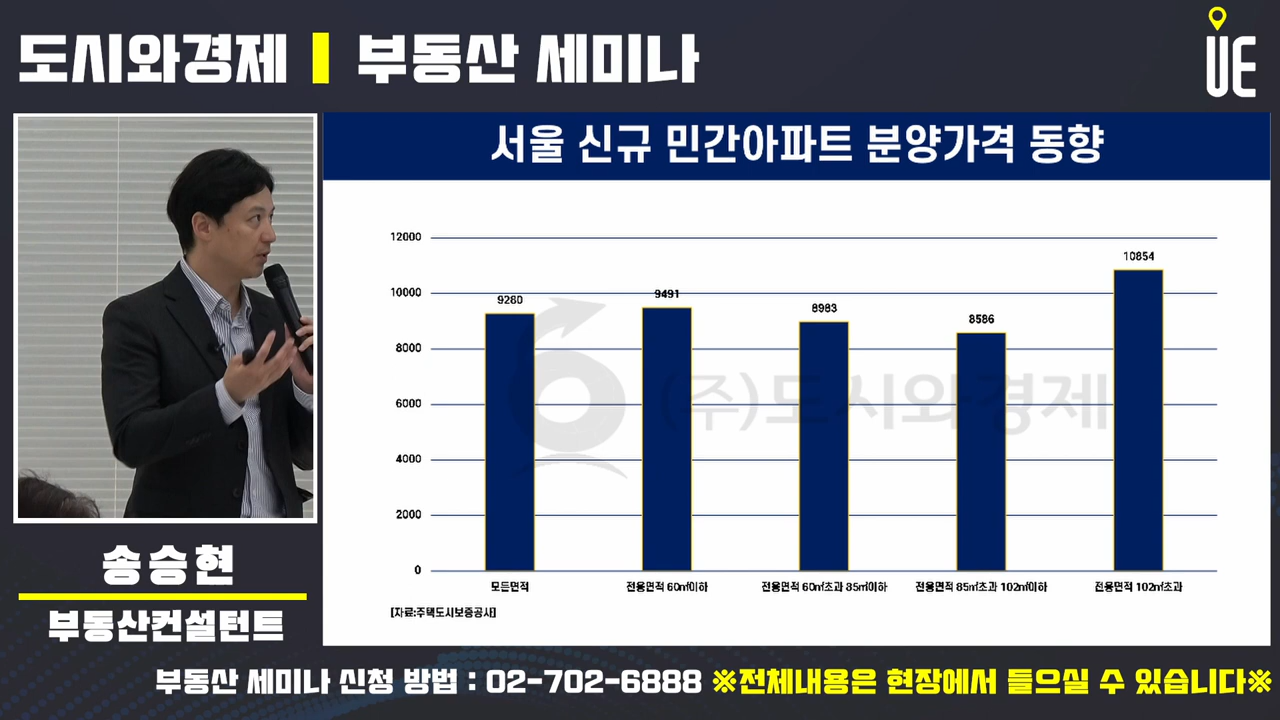 도시와경제 부동산 세미나
UE
서울 신규 민간아파트 분양가격 동향
12000
10000
8000
6000
4000
2000
0
9280
9491
8983
8586
10854
(주)도시와경제
모든면적
전용면적 60㎡이하
전용면적 60㎡초과 85㎡이하
전용면적 85㎡초과 102㎡이하
전용면적 102㎡초과
[자료:주택도시보증공사]
송승현
부동산컨설턴트
부동산 세미나 신청 방법 : 02-702-6888 ※전체내용은 현장에서 들으실 수 있습니다※